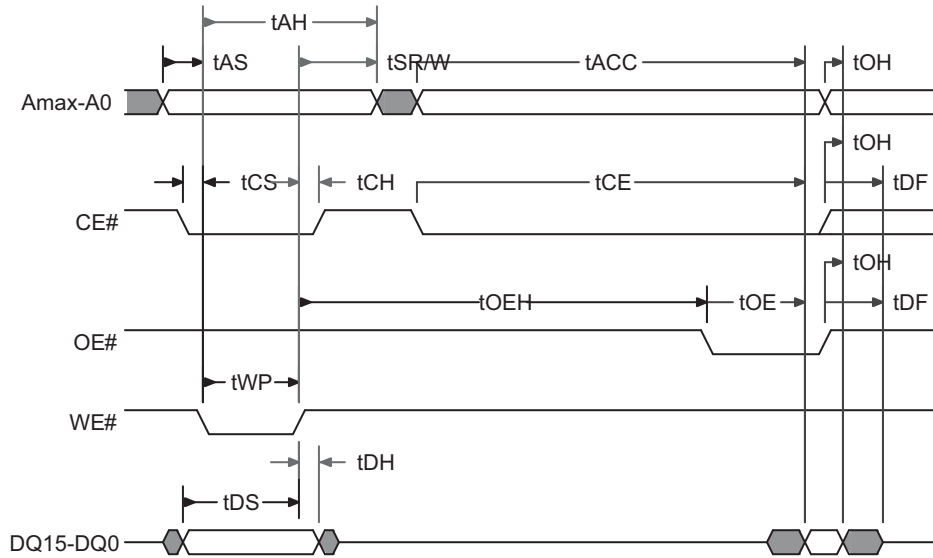 tAH
tAS tSR/W tACC tOH
Amax-A0
tOH
tCS tCH tCE tDF
CE#
tOH
tOEH tOE tDF
OE#
tWP
WE#
tDH
tDS
DQ15-DQ0